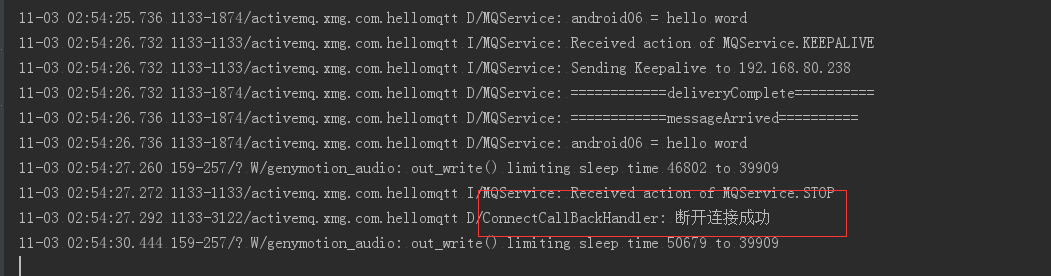 11-03 02:54:25.736 1133-1874/activemq.xmg.com.hellomqtt D/MQService: android06 = hello word
11-03 02:54:26.732 1133-1133/activemq.xmg.com.hellomqtt I/MQService: Received action of MQService.KEEPALIVE
11-03 02:54:26.732 1133-1133/activemq.xmg.com.hellomqtt I/MQService: Sending Keepalive to 192.168.80.238
11-03 02:54:26.732 1133-1874/activemq.xmg.com.hellomqtt D/MQService: ============deliveryComplete==========
11-03 02:54:26.736 1133-1874/activemq.xmg.com.hellomqtt D/MQService: ============messageArrived==========
11-03 02:54:26.736 1133-1874/activemq.xmg.com.hellomqtt D/MQService: android06 = hello word
11-03 02:54:27.260 159-257/? W/genymotion_audio: out_write() limiting sleep time 46802 to 39909
11-03 02:54:27.272 1133-1133/activemq.xmg.com.hellomqtt I/MQService: Received action of MQService.STOP
11-03 02:54:27.292 1133-3122/activemq.xmg.com.hellomqtt D/ConnectCallBackHandler: 断开连接成功
11-03 02:54:30.444 159-257/? W/genymotion_audio: out_write() limiting sleep time 50679 to 39909